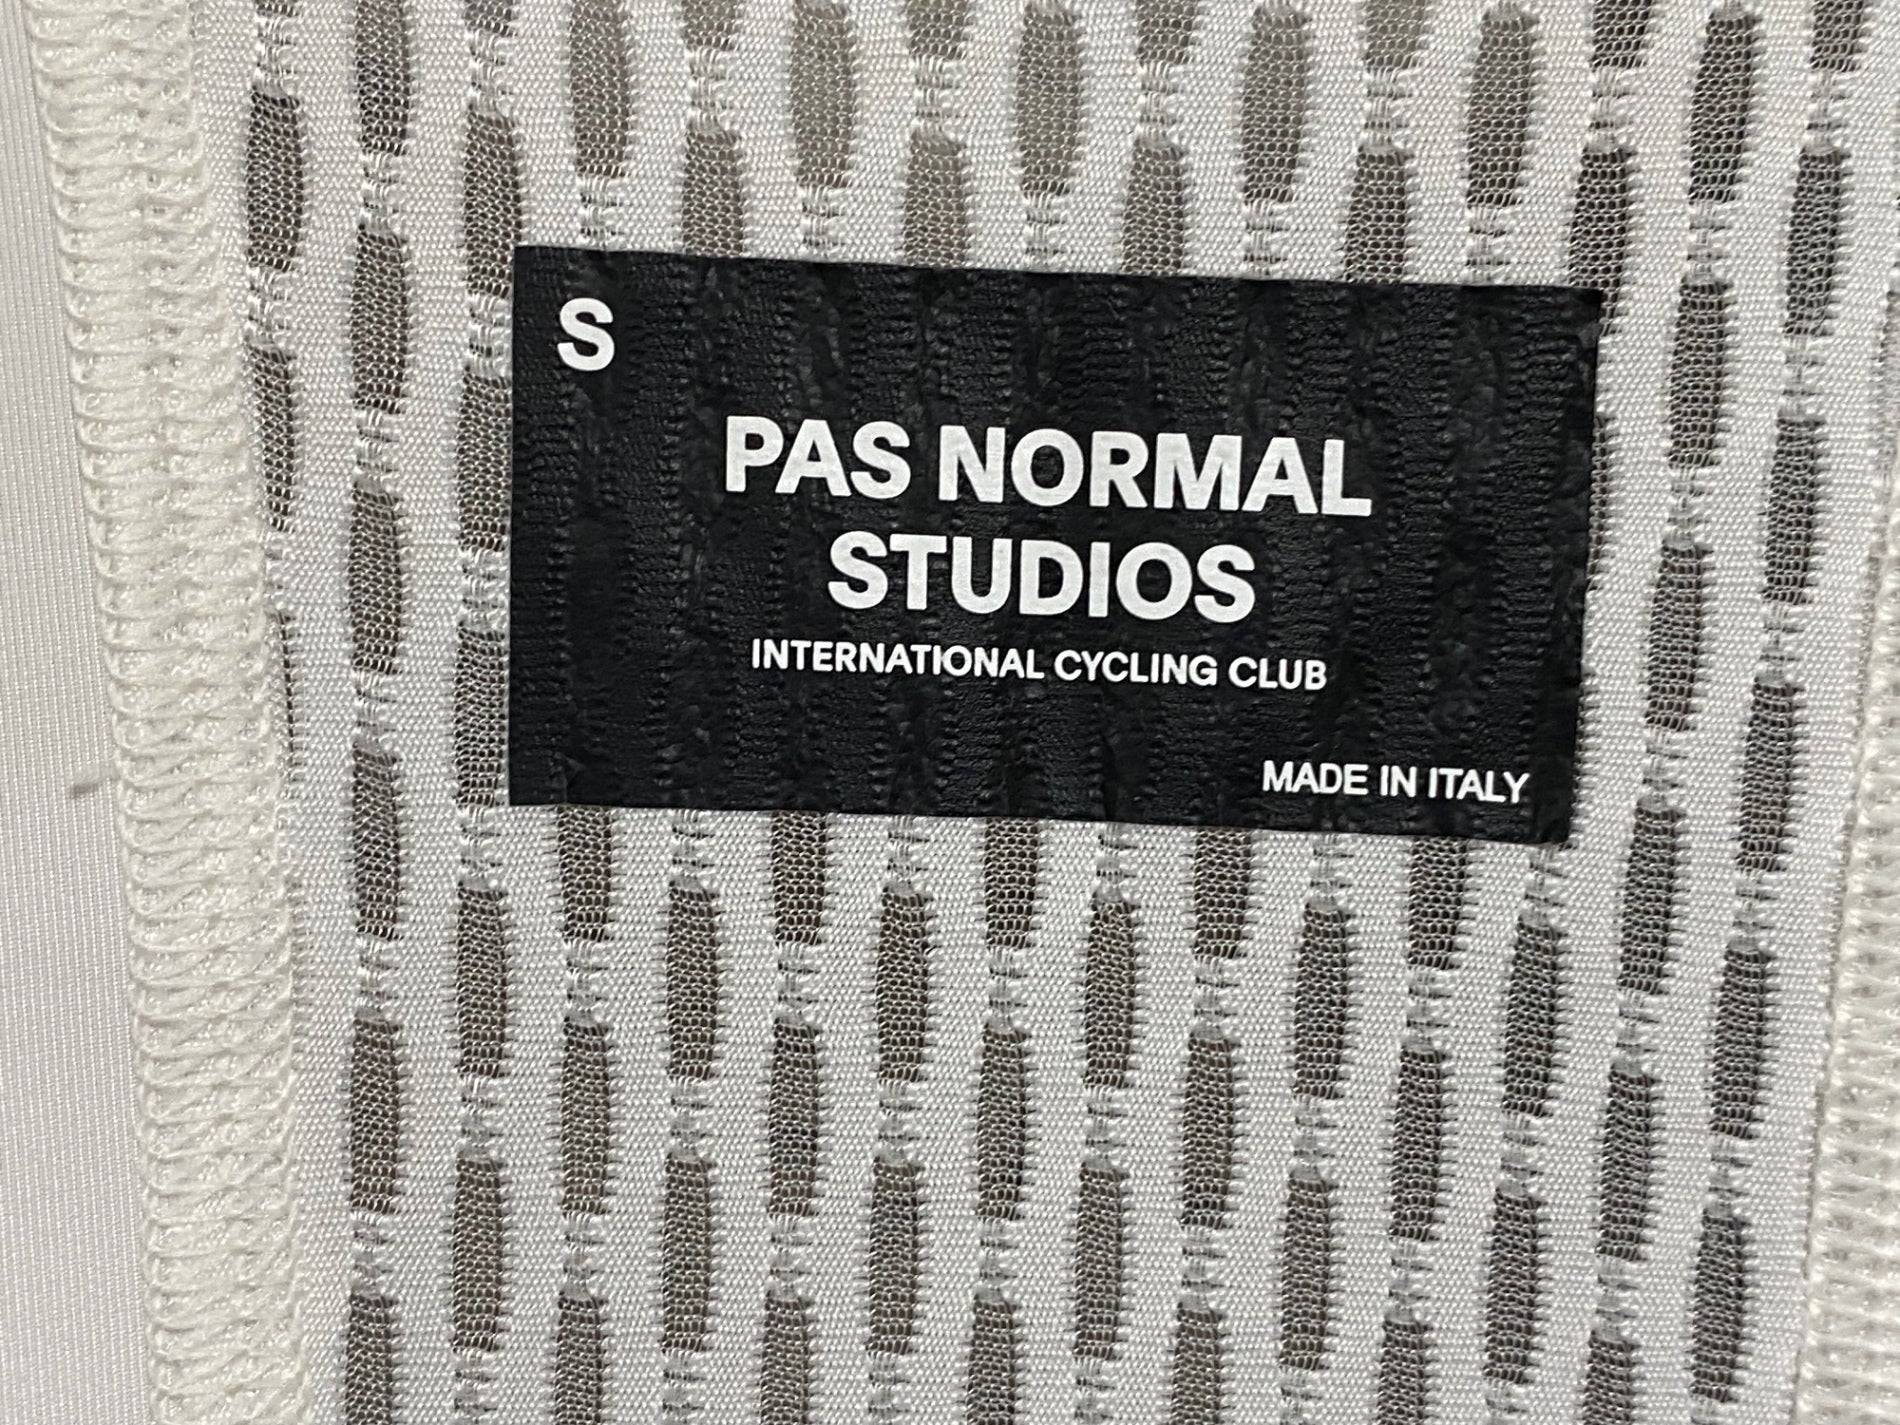 S
PAS NORMAL
STUDIOS
INTERNATIONAL CYCLING CLUB
MADE IN ITALY